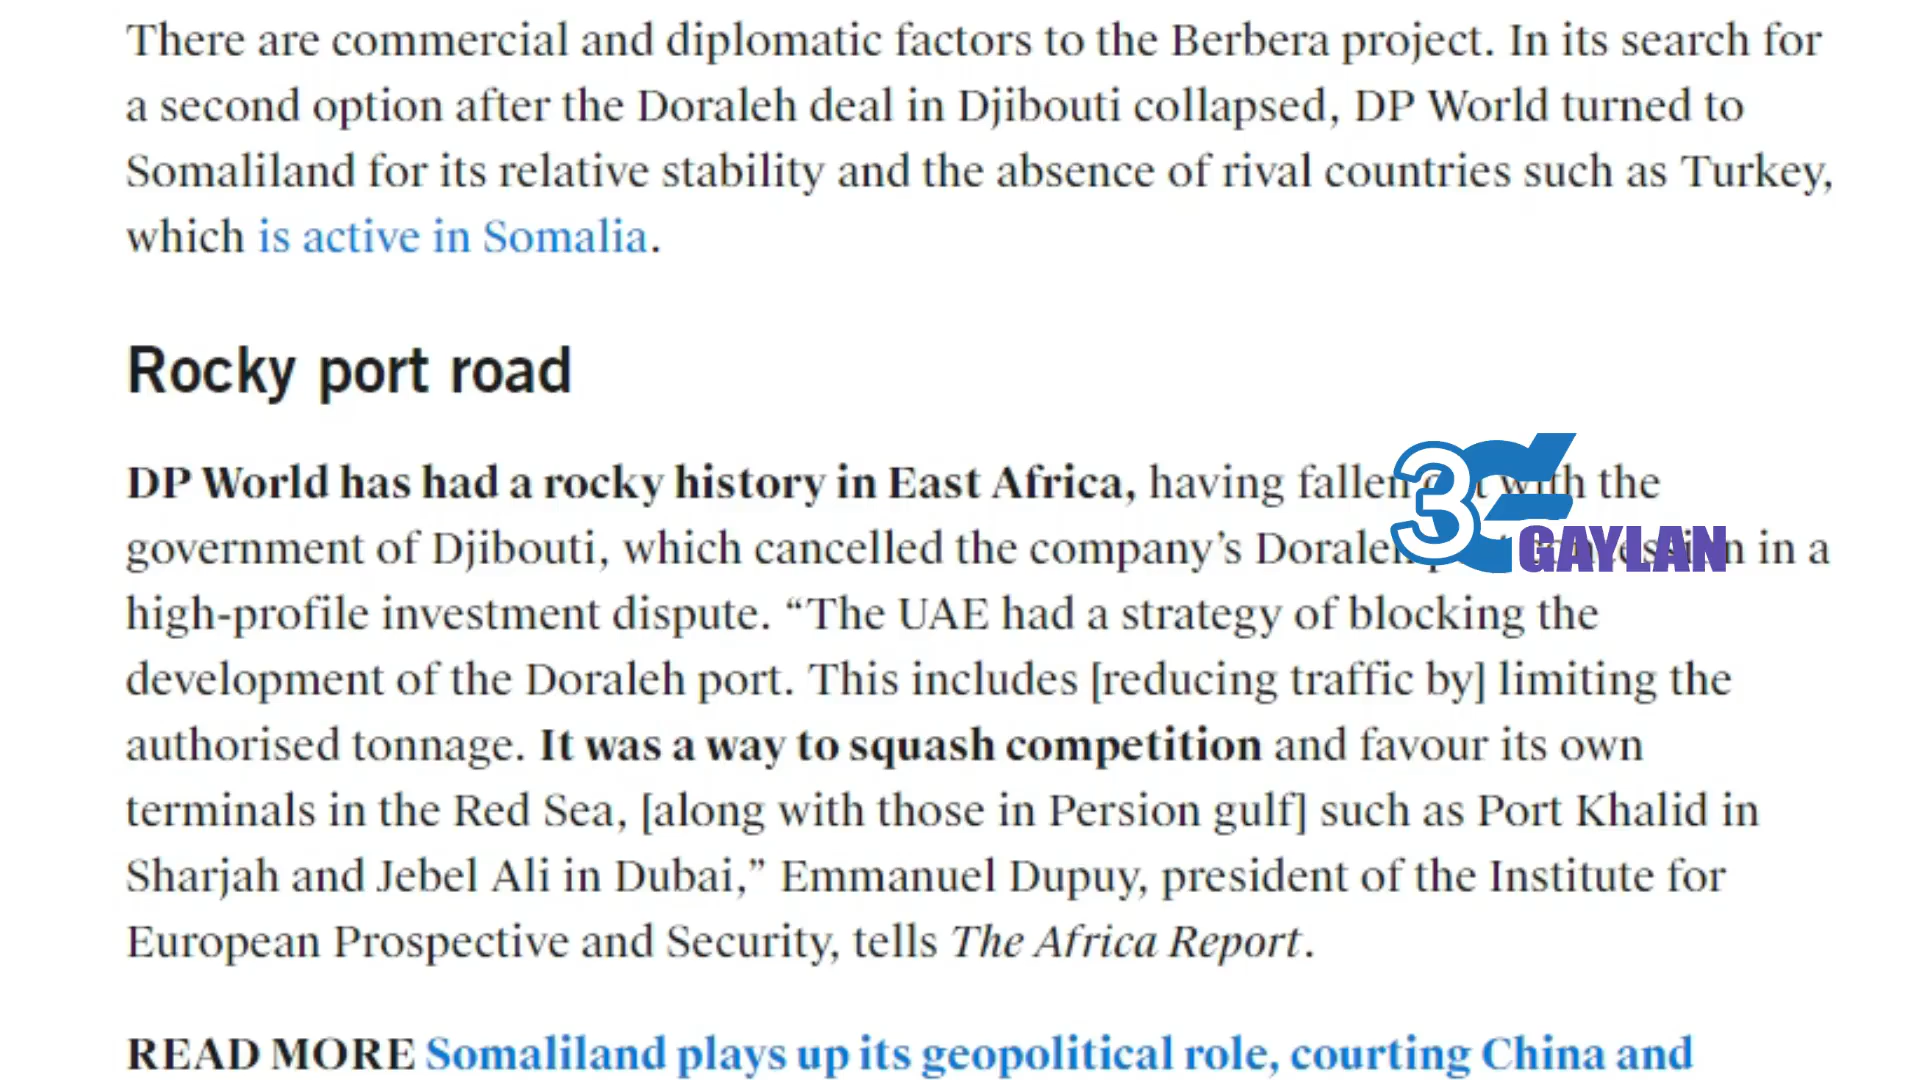 There are commercial and diplomatic factors to the Berbera project. In its search for
a second option after the Doraleh deal in Djibouti collapsed, DP World turned to
Somaliland for its relative stability and the absence of rival countries such as Turkey,
which is active in Somalia.
Rocky port road
DP World has had a rocky history in East Africa, having fallen with the
government of Djibouti, which cancelled the company's Doraleh in a
high-profile investment dispute. “The UAE had a strategy of blocking the
development of the Doraleh port. This includes [reducing traffic by] limiting the
authorised tonnage. It was a way to squash competition and favour its own
terminals in the Red Sea, [along with those in Persion gulf] such as Port Khalid in
Sharjah and Jebel Ali in Dubai,” Emmanuel Dupuy, president of the Institute for
European Prospective and Security, tells The Africa Report.
READ MORE Somaliland plays up its geopolitical role, courting China and
3
GAYLAN